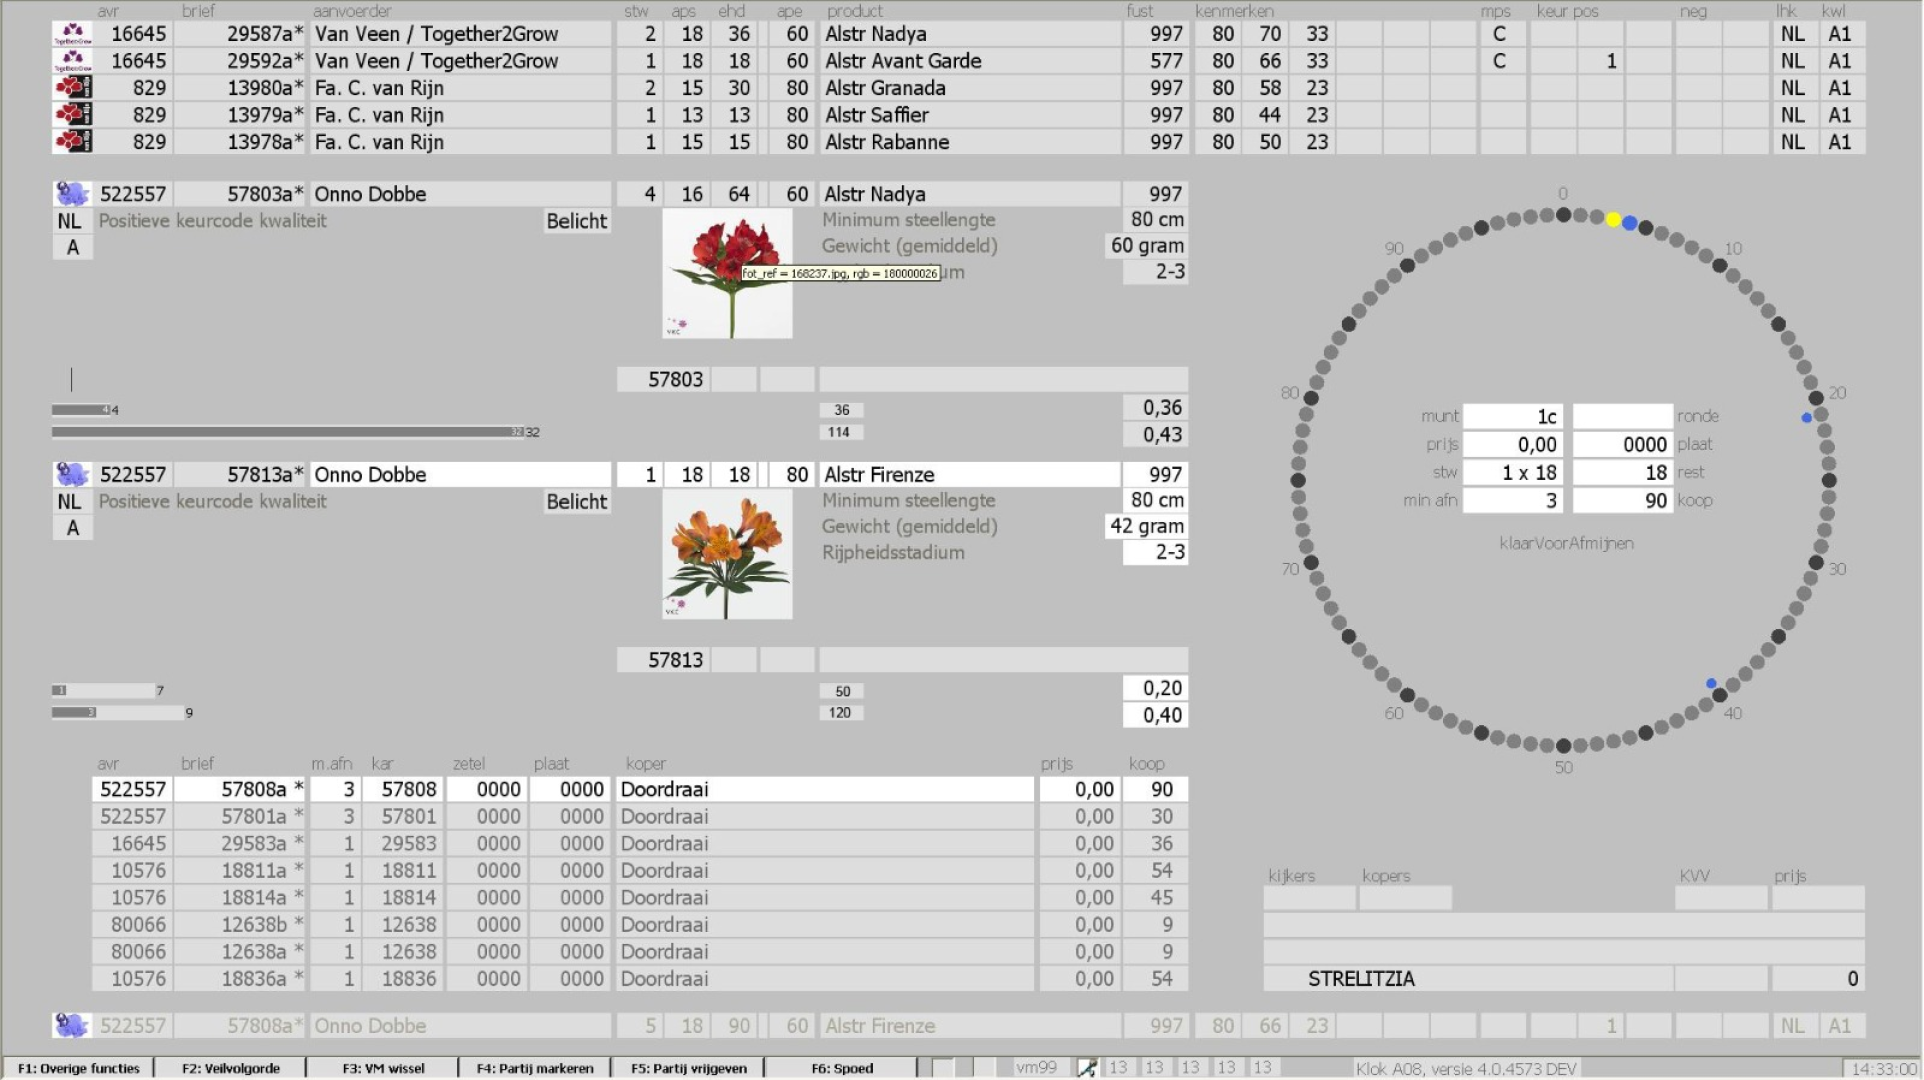 avr brief aanvoerder stw aps ehd ape product fust kenmerken mps keur pos neg lhk kwl
16645 29587a* Van Veen / Together2Grow 2 18 36 60 Alstr Nadya 997 80 70 33 C NL A1
16645 29592a* Van Veen / Together2Grow 1 18 18 60 Alstr Avant Garde 577 80 66 33 C 1 NL A1
829 13980a* Fa. C. van Rijn 2 15 30 80 Alstr Granada 997 80 58 23 NL A1
829 13979a* Fa. C. van Rijn 1 13 13 80 Alstr Saffier 997 80 44 23 NL A1
829 13978a* Fa. C. van Rijn 1 15 15 80 Alstr Rabanne 997 80 50 23 NL A1
522557 57803a* Onno Dobbe 4 16 64 60 Alstr Nadya 997
NL Positieve keurcode kwaliteit Belicht Minimum steellengte 80 cm
A Gewicht (gemiddeld) 60 gram
fot_ref = 168237.jpg, rgb = 180000026 um 2-3
VKC
57803
4 4 36 0,36
32 32 114 0,43
522557 57813a* Onno Dobbe 1 18 18 80 Alstr Firenze 997
NL Positieve keurcode kwaliteit Belicht Minimum steellengte 80 cm
A Gewicht (gemiddeld) 42 gram
Rijpheidsstadium 2-3
VKC
57813
1 7 50 0,20
3 9 120 0,40
0
10
20
30
40
50
60
70
80
90
munt 1c ronde
prijs 0,00 0000 plaat
stw 1 x 18 18 rest
min afn 3 90 koop
klaarVoorAfmijnen
avr brief m.afn kar zetel plaat koper prijs koop
522557 57808a * 3 57808 0000 0000 Doordraai 0,00 90
522557 57801a * 3 57801 0000 0000 Doordraai 0,00 30
16645 29583a * 1 29583 0000 0000 Doordraai 0,00 36
10576 18811a * 1 18811 0000 0000 Doordraai 0,00 54
10576 18814a * 1 18814 0000 0000 Doordraai 0,00 45
80066 12638b * 1 12638 0000 0000 Doordraai 0,00 9
80066 12638a * 1 12638 0000 0000 Doordraai 0,00 9
10576 18836a * 1 18836 0000 0000 Doordraai 0,00 54
kijkers kopers KVV prijs
STRELITZIA 0
522557 57808a* Onno Dobbe 5 18 90 60 Alstr Firenze 997 80 66 23 1 NL A1
F1: Overige functies F2: Veilvolgorde F3: VM wissel F4: Partij markeren F5: Partij vrijgeven F6: Spoed vm99 13 13 13 13 13 Klok A08, versie 4.0.4573 DEV 14:33:00